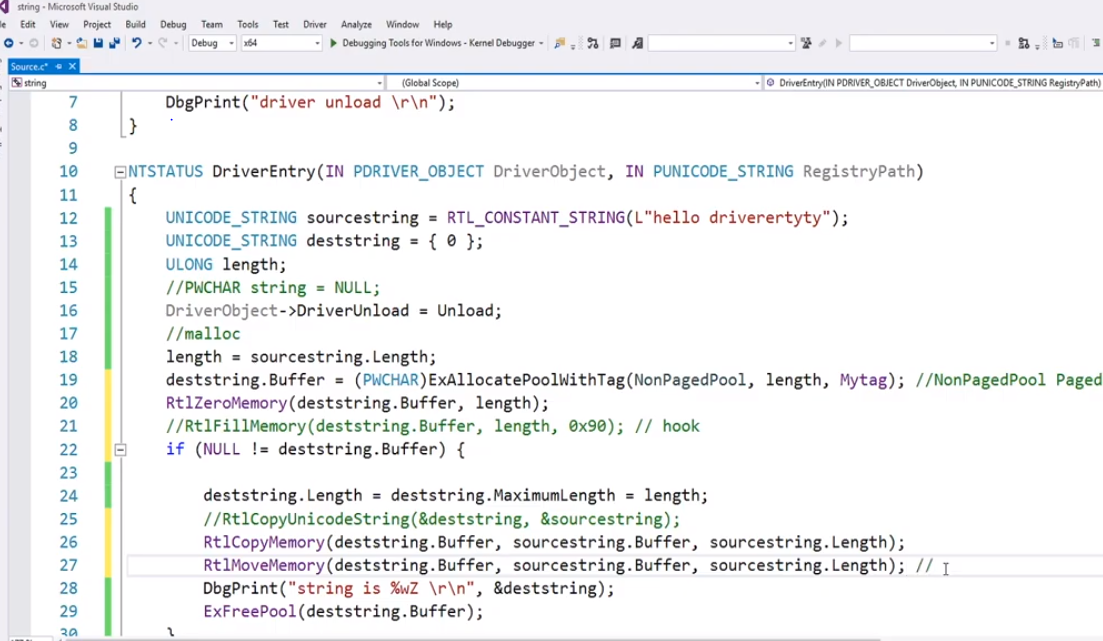 string - Microsoft Visual Studio
Edit View Project Build Debug Team Tools Test Driver Analyze Window Help
Debug x64 Debugging Tools for Windows - Kernel Debugger
Source.c*
string (Global Scope) DriverEntry(IN PDRIVER_OBJECT DriverObject, IN PUNICODE_STRING RegistryPath)
7 DbgPrint("driver unload \r\n");
8 }
9
10 NTSTATUS DriverEntry(IN PDRIVER_OBJECT DriverObject, IN PUNICODE_STRING RegistryPath)
11 {
12 UNICODE_STRING sourcestring = RTL_CONSTANT_STRING(L"hello driverertyty");
13 UNICODE_STRING deststring = { 0 };
14 ULONG length;
15 //PWCHAR string = NULL;
16 DriverObject->DriverUnload = Unload;
17 //malloc
18 length = sourcestring.Length;
19 deststring.Buffer = (PWCHAR)ExAllocatePoolWithTag(NonPagedPool, length, Mytag); //NonPagedPool Paged
20 RtlZeroMemory(deststring.Buffer, length);
21 //RtlFillMemory(deststring.Buffer, length, 0x90); // hook
22 if (NULL != deststring.Buffer) {
23
24 deststring.Length = deststring.MaximumLength = length;
25 //RtlCopyUnicodeString(&deststring, &sourcestring);
26 RtlCopyMemory(deststring.Buffer, sourcestring.Buffer, sourcestring.Length);
27 RtlMoveMemory(deststring.Buffer, sourcestring.Buffer, sourcestring.Length); //
28 DbgPrint("string is %wZ \r\n", &deststring);
29 ExFreePool(deststring.Buffer);
30 }